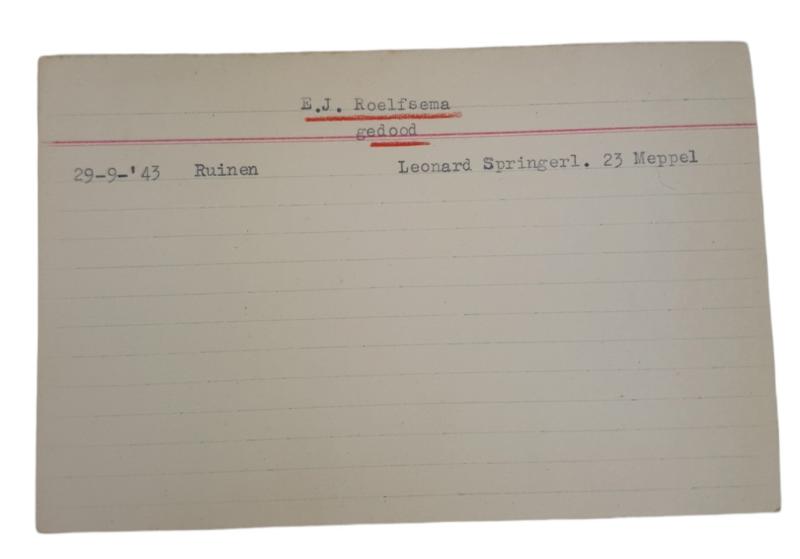 E.J. Roelfsema
gedood
29-9-'43 Ruinen Leonard Springerl. 23 Meppel